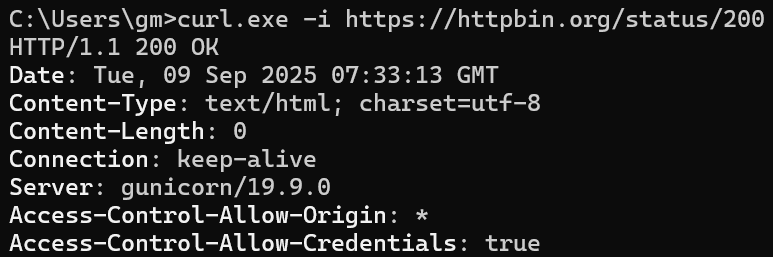 C:\Users\gm>curl.exe -i https://httpbin.org/status/200
HTTP/1.1 200 OK
Date: Tue, 09 Sep 2025 07:33:13 GMT
Content-Type: text/html; charset=utf-8
Content-Length: 0
Connection: keep-alive
Server: gunicorn/19.9.0
Access-Control-Allow-Origin: *
Access-Control-Allow-Credentials: true